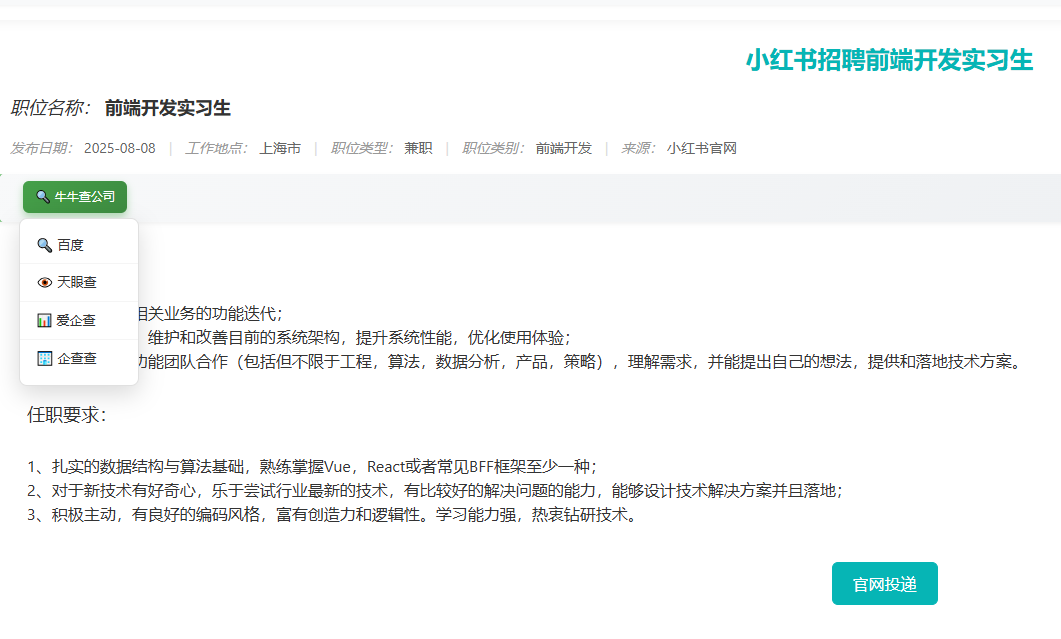 小红书招聘前端开发实习生
职位名称： 前端开发实习生
发布日期： 2025-08-08 | 工作地点： 上海市 | 职位类型： 兼职 | 职位类别： 前端开发 | 来源： 小红书官网
牛牛查公司
百度
天眼查
爱企查
企查查
相关业务的功能迭代；
维护和改善目前的系统架构，提升系统性能，优化使用体验；
功能团队合作（包括但不限于工程，算法，数据分析，产品，策略），理解需求，并能提出自己的想法，提供和落地技术方案。
任职要求：
1、扎实的数据结构与算法基础，熟练掌握Vue，React或者常见BFF框架至少一种；
2、对于新技术有好奇心，乐于尝试行业最新的技术，有比较好的解决问题的能力，能够设计技术解决方案并且落地；
3、积极主动，有良好的编码风格，富有创造力和逻辑性。学习能力强，热衷钻研技术。
官网投递